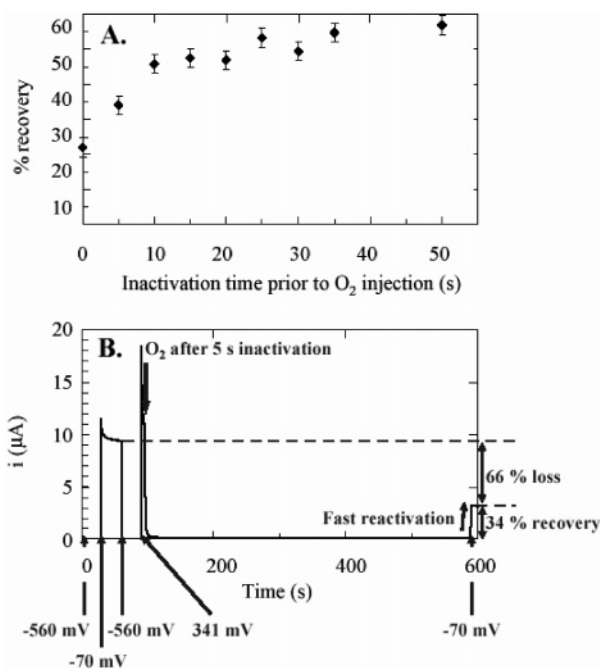 A.
60
50
40
30
20
10
% recovery
0 10 20 30 40 50
Inactivation time prior to O2 injection (s)
B.
O2 after 5 s inactivation
20
15
10
5
0
i (μA)
66 % loss
Fast reactivation
34 % recovery
0 200 400 600
Time (s)
-560 mV
-560 mV
341 mV
-70 mV
-70 mV